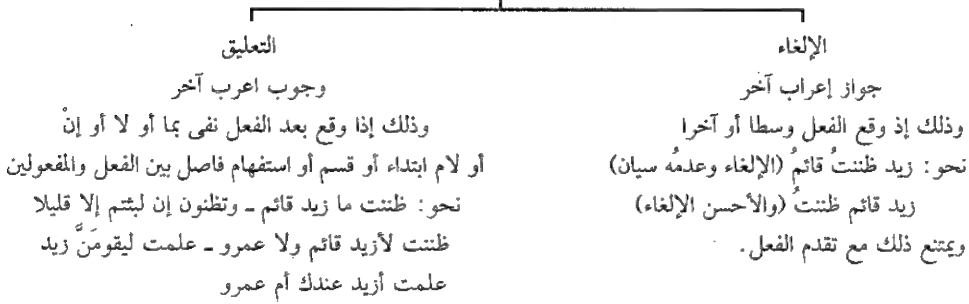 الإلغاء
جواز إعراب آخر
وذلك إذ وقع الفعل وسطا أو آخرا
نحو: زيد ظننتُ قائمُ (الإلغاء وعدمُه سيان)
زيد قائم ظننتُ (والأحسن الإلغاء)
ويمتنع ذلك مع تقدم الفعل.
التعليق
وجوب اعرب آخر
وذلك إذا وقع بعد الفعل نفى بما أو لا أو إنْ
أو لام ابتداء أو قسم أو استفهام فاصل بين الفعل والمفعولين
نحو: ظننت ما زيد قائم ـ وتظنون إن لبثتم إلا قليلا
ظننت لأزيد قائم ولا عمرو ـ علمت ليقومَنَّ زيد
علمت أزيد عندك أم عمرو